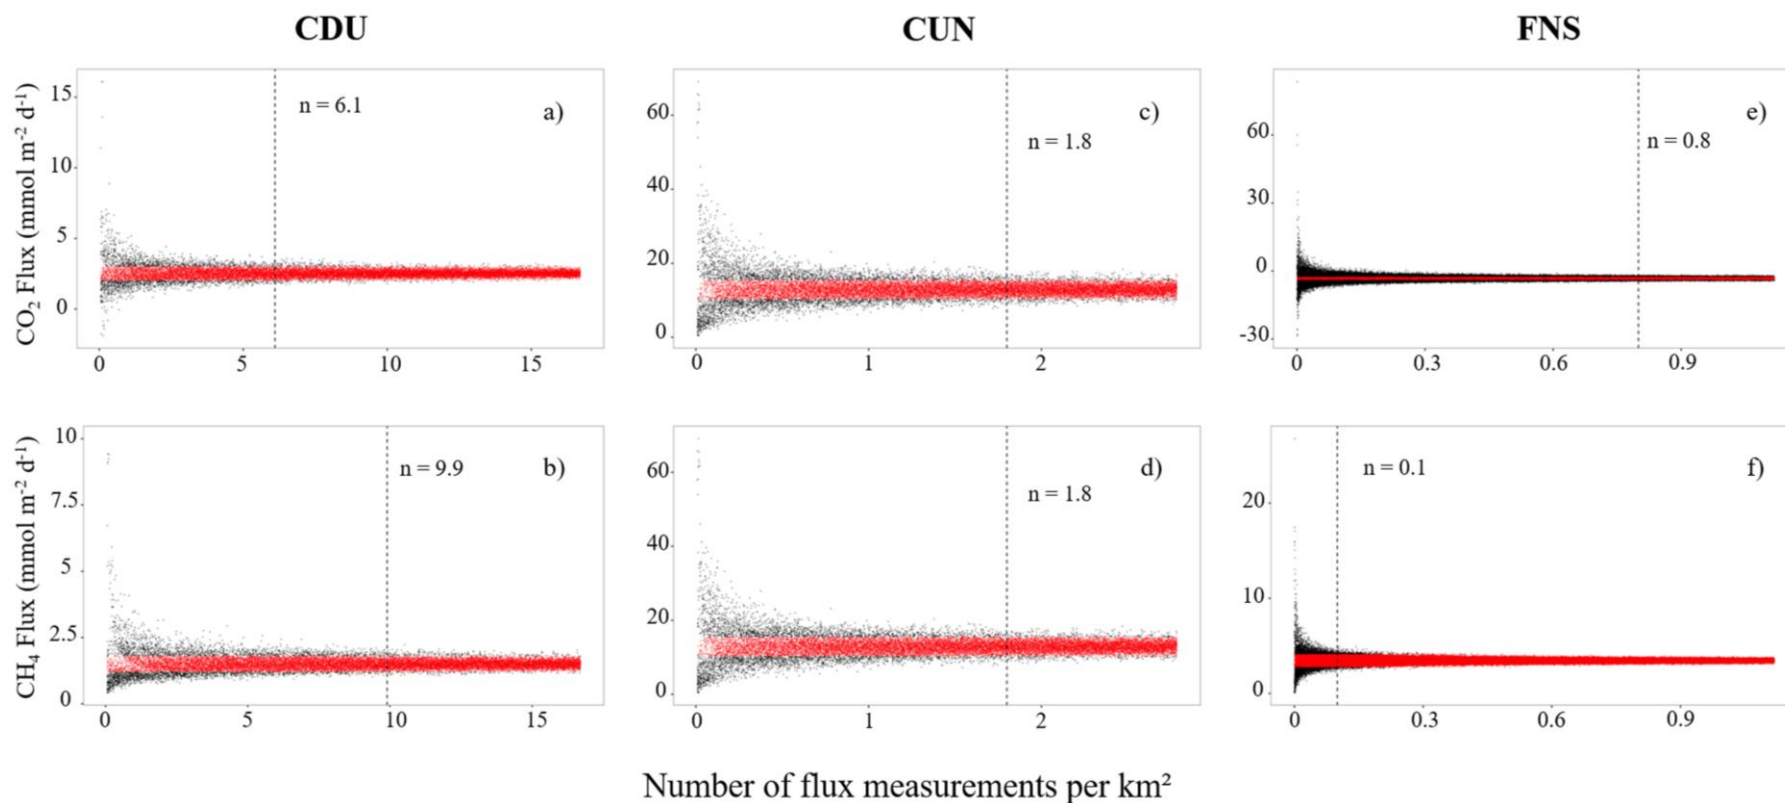 CDU CUN FNS
CO₂ Flux (mmol m⁻² d⁻¹)
15
10
5
0
n = 6.1
a)
0 5 10 15
60
40
20
0
n = 1.8
c)
0 1 2
60
30
0
-30
n = 0.8
e)
0 0.3 0.6 0.9
CH₄ Flux (mmol m⁻² d⁻¹)
10
7.5
5
2.5
0
n = 9.9
b)
0 5 10 15
60
40
20
0
n = 1.8
d)
0 1 2
20
10
0
n = 0.1
f)
0 0.3 0.6 0.9
Number of flux measurements per km²